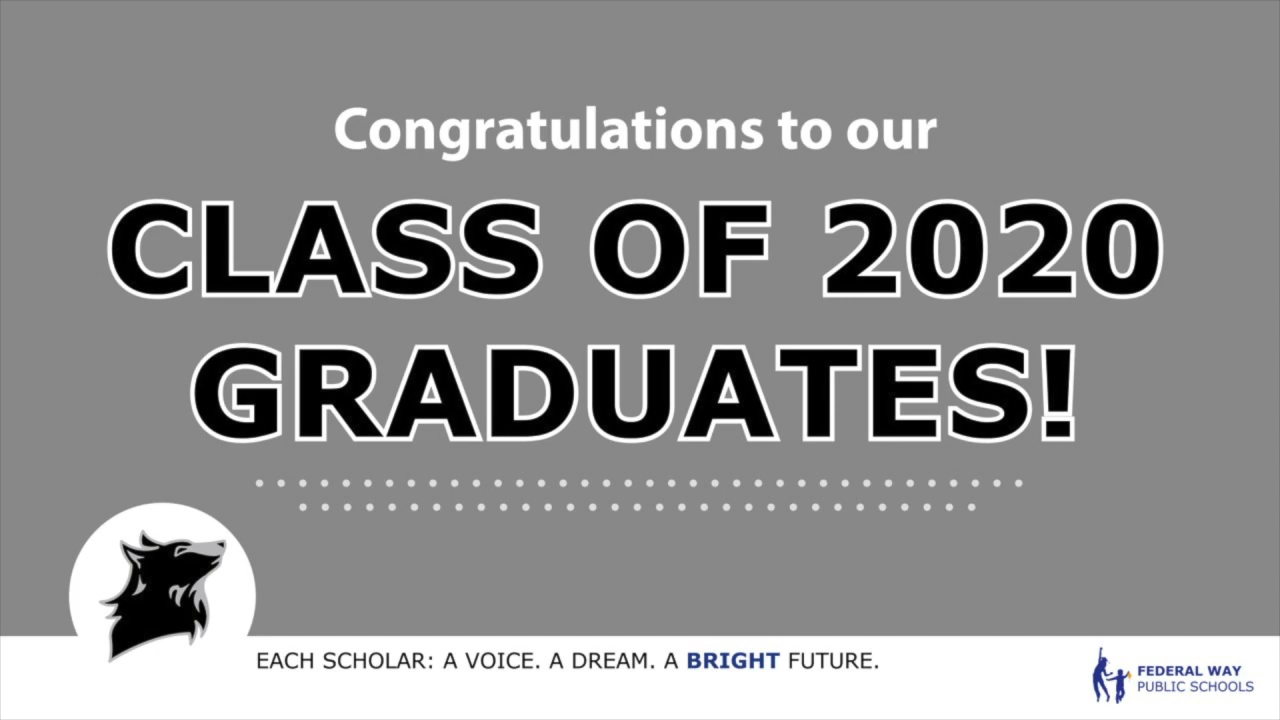 Congratulations to our
CLASS OF 2020
GRADUATES!
EACH SCHOLAR: A VOICE. A DREAM. A BRIGHT FUTURE.
FEDERAL WAY
PUBLIC SCHOOLS